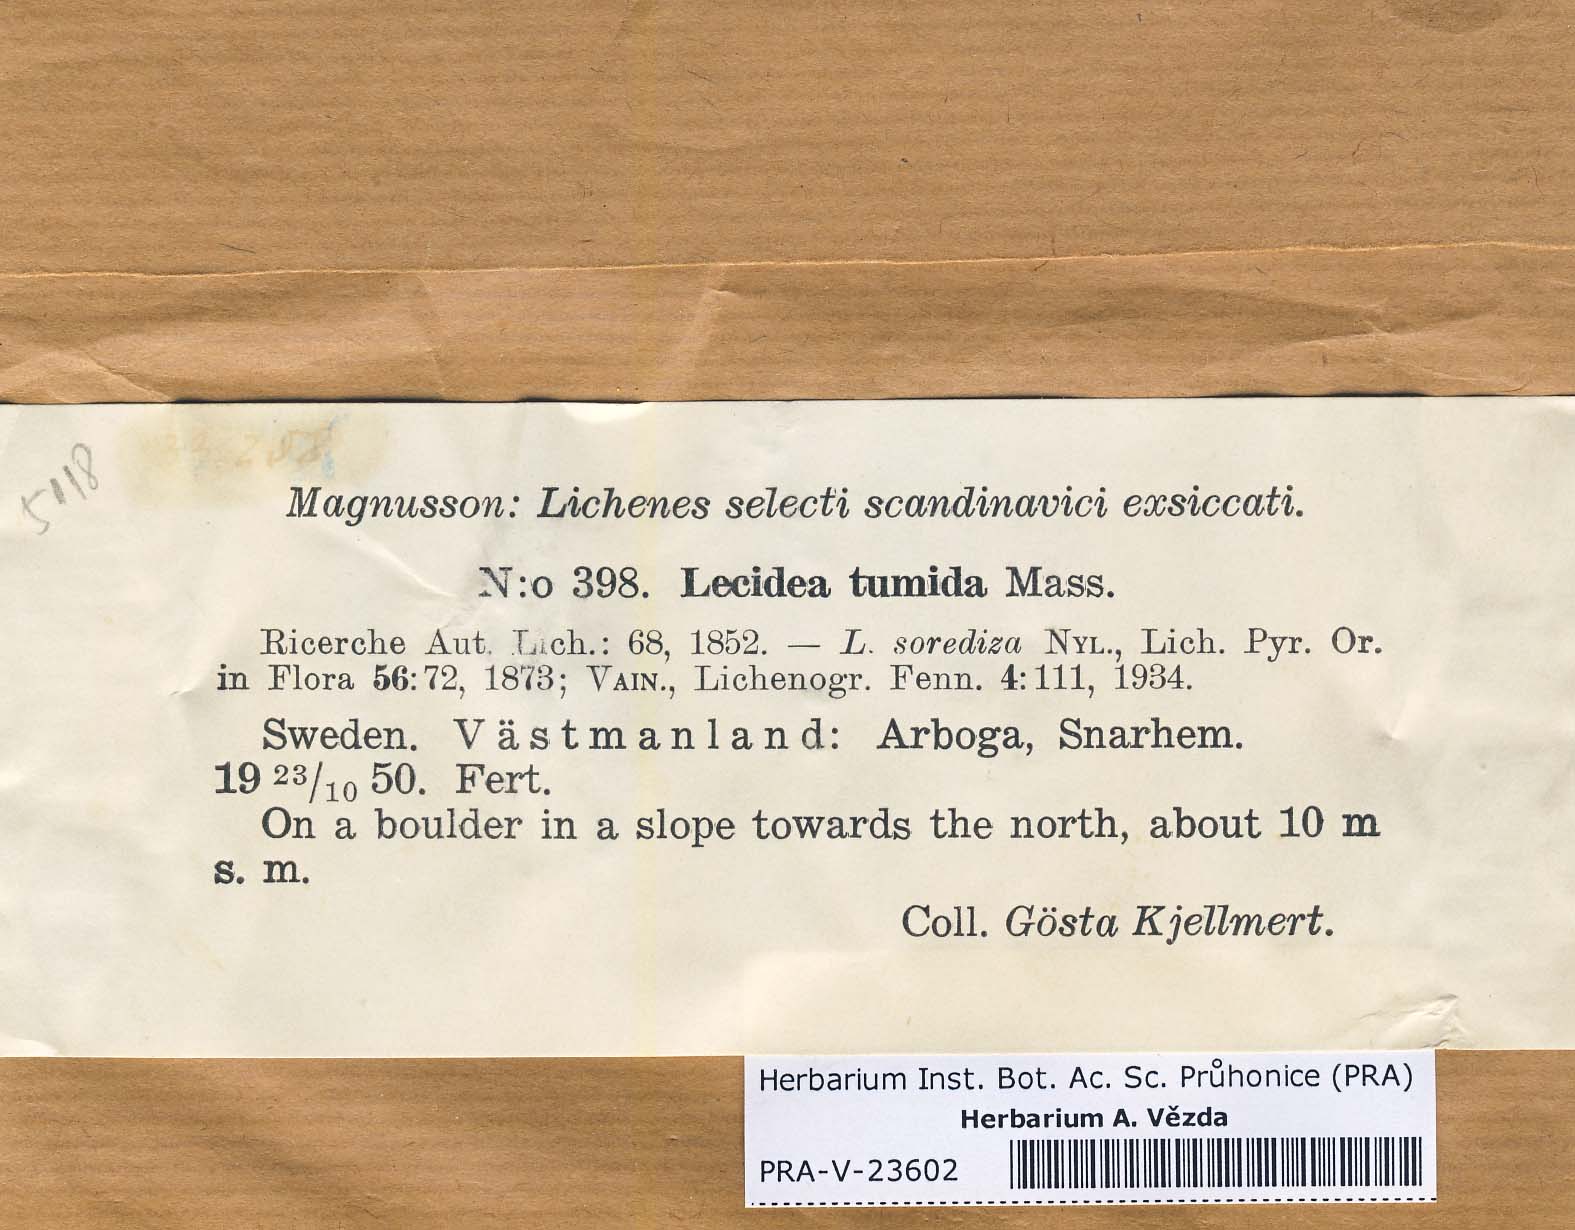 5118
Magnusson: Lichenes selecti scandinavici exsiccati.
N:o 398. Lecidea tumida Mass.
Ricerche Aut. Lich.: 68, 1852. — L. sorediza NYL., Lich. Pyr. Or.
in Flora 56:72, 1873; VAIN., Lichenogr. Fenn. 4:111, 1934.
Sweden. Västmanland: Arboga, Snarhem.
19 23/10 50. Fert.
On a boulder in a slope towards the north, about 10 m
s. m.
Coll. Gösta Kjellmert.
Herbarium Inst. Bot. Ac. Sc. Průhonice (PRA)
Herbarium A. Vězda
PRA-V-23602